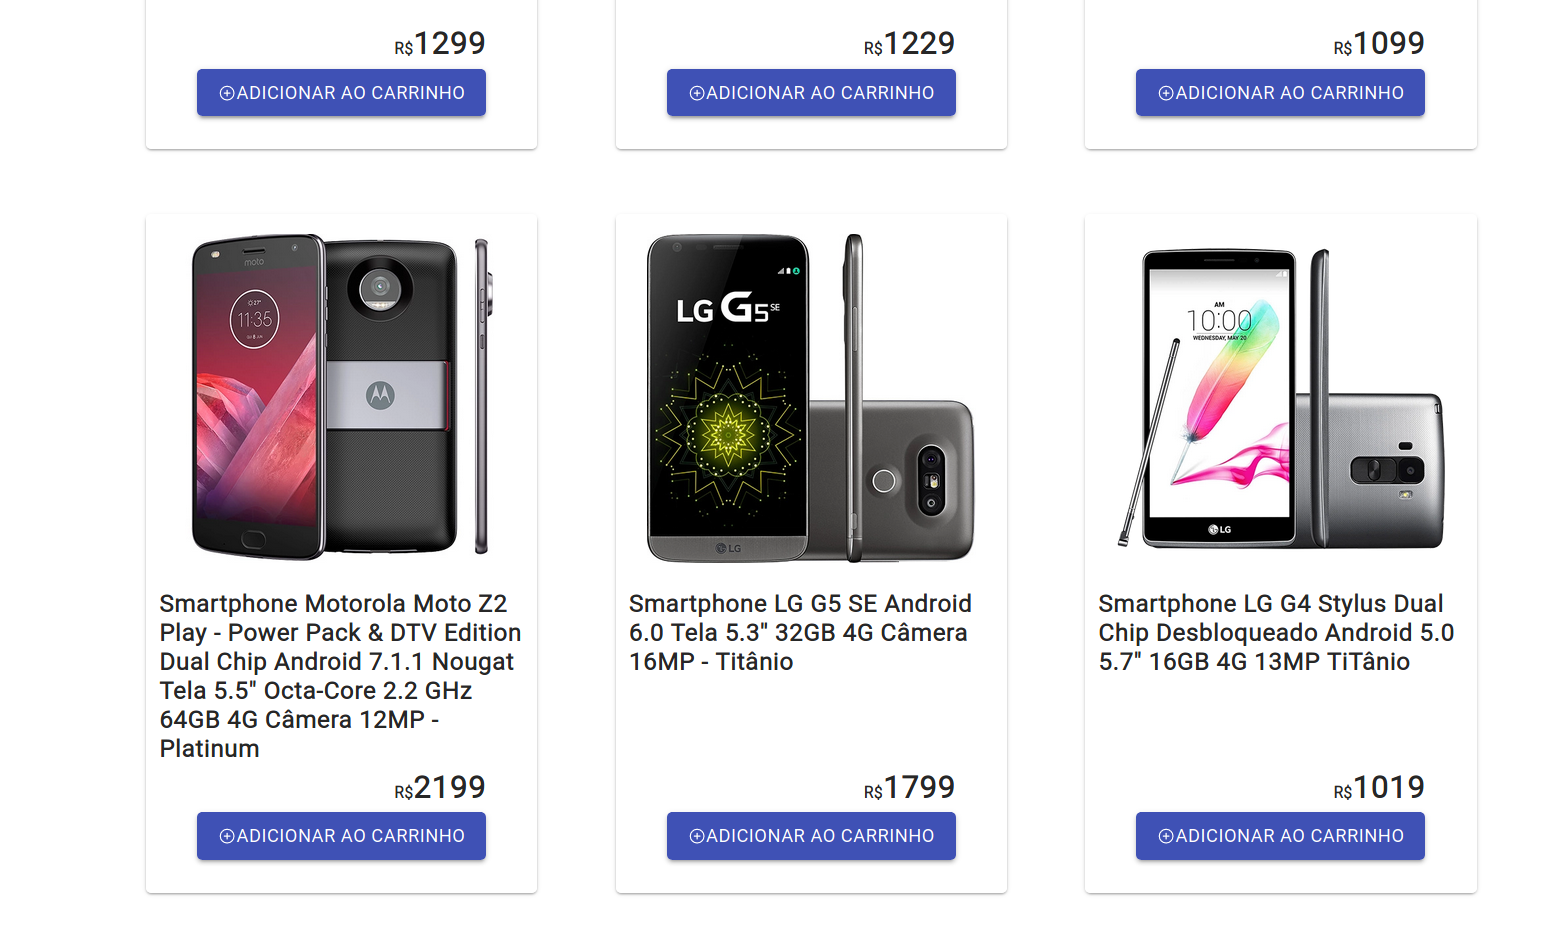 R$1299
R$1229
R$1099
ADICIONAR AO CARRINHO
ADICIONAR AO CARRINHO
ADICIONAR AO CARRINHO
moto
27°
11:35
LG G5 SE
LG
AM
10:00
WEDNESDAY, MAY 20
LG
Smartphone Motorola Moto Z2
Play - Power Pack & DTV Edition
Dual Chip Android 7.1.1 Nougat
Tela 5.5" Octa-Core 2.2 GHz
64GB 4G Câmera 12MP -
Platinum
R$2199
ADICIONAR AO CARRINHO
Smartphone LG G5 SE Android
6.0 Tela 5.3" 32GB 4G Câmera
16MP - Titânio
R$1799
ADICIONAR AO CARRINHO
Smartphone LG G4 Stylus Dual
Chip Desbloqueado Android 5.0
5.7" 16GB 4G 13MP TiTânio
R$1019
ADICIONAR AO CARRINHO